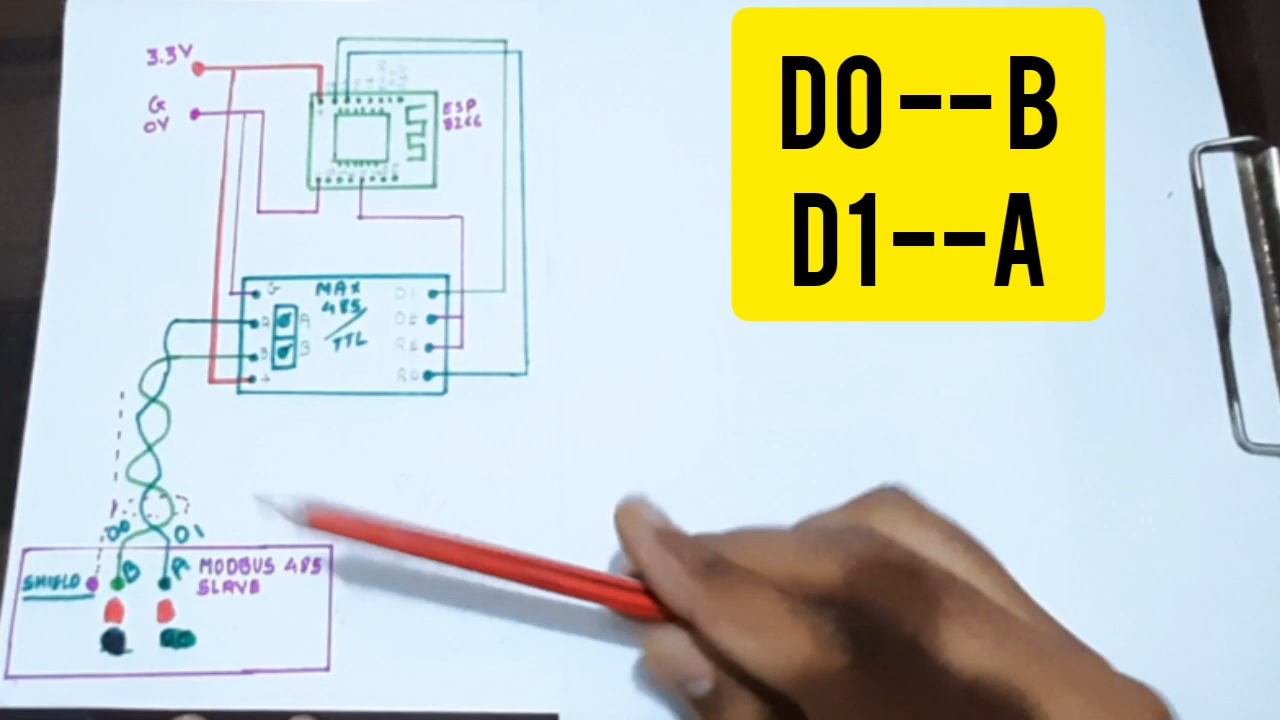 3.3V
G
0V
ESP
8266
D0--B
D1--A
G
MAX
485
/
TTL
A
A
B
B
+
DI
DE
RE
RO
D0
D1
SHIELD
B
A
MODBUS 485
SLAVE